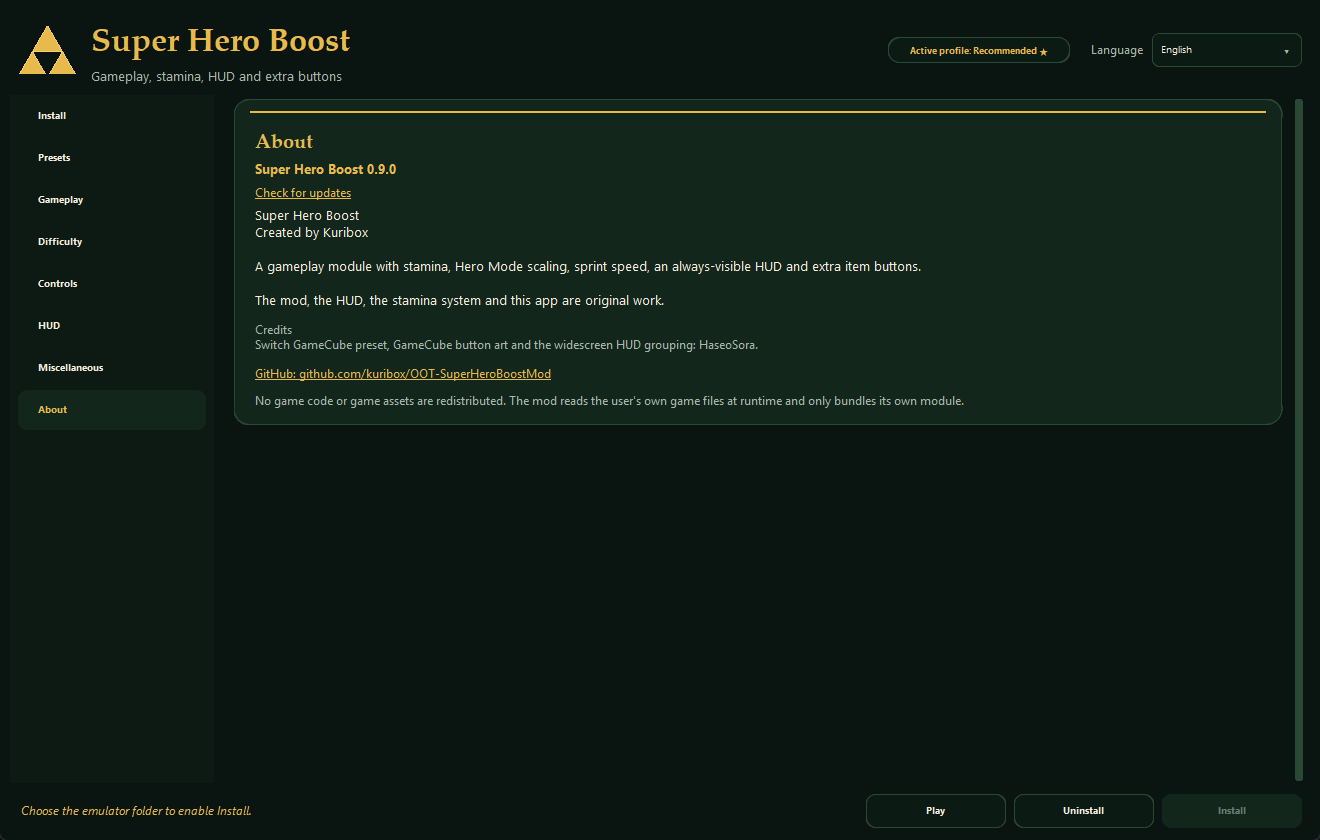 Super Hero Boost
Gameplay, stamina, HUD and extra buttons
Active profile: Recommended ★
Language
English
Install
Presets
Gameplay
Difficulty
Controls
HUD
Miscellaneous
About
About
Super Hero Boost 0.9.0
Check for updates
Super Hero Boost
Created by Kuribox
A gameplay module with stamina, Hero Mode scaling, sprint speed, an always-visible HUD and extra item buttons.
The mod, the HUD, the stamina system and this app are original work.
Credits
Switch GameCube preset, GameCube button art and the widescreen HUD grouping: HaseoSora.
GitHub: github.com/kuribox/OOT-SuperHeroBoostMod
No game code or game assets are redistributed. The mod reads the user's own game files at runtime and only bundles its own module.
Choose the emulator folder to enable Install.
Play
Uninstall
Install